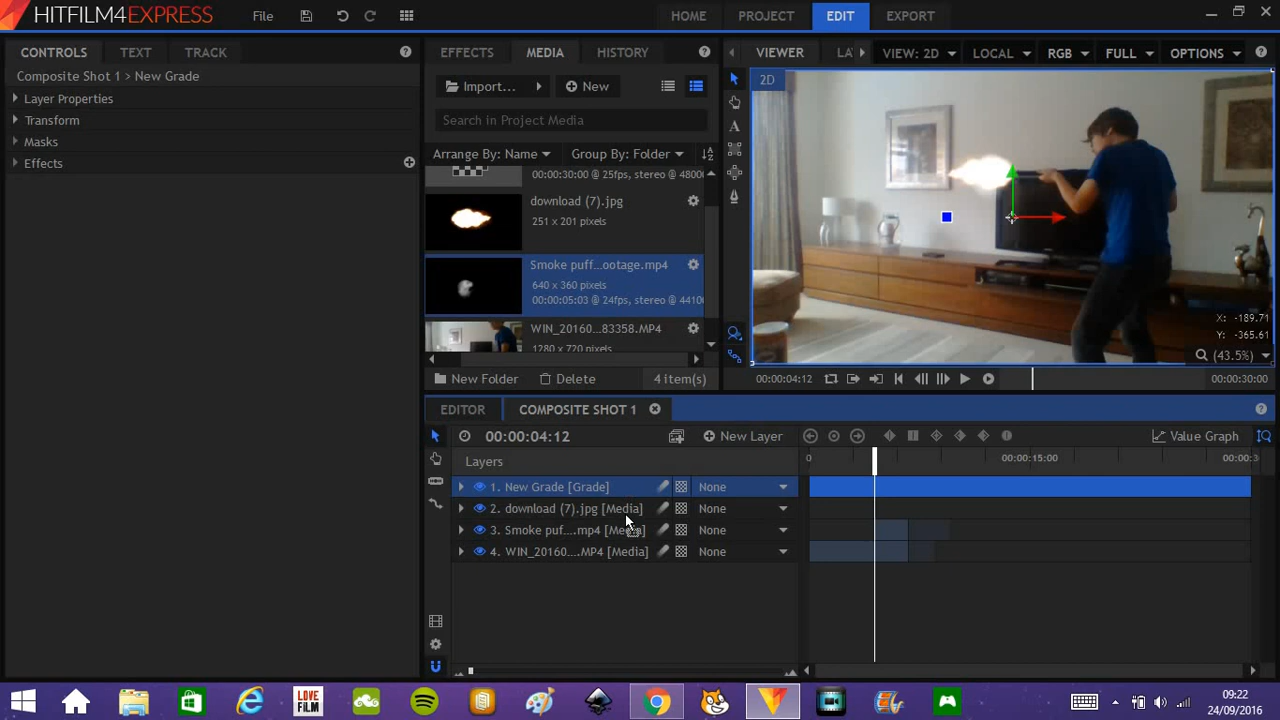 HITFILM4EXPRESS
File
HOME
PROJECT
EDIT
EXPORT
CONTROLS
TEXT
TRACK
Composite Shot 1 > New Grade
Layer Properties
Transform
Masks
Effects
EFFECTS
MEDIA
HISTORY
Import...
New
Search in Project Media
Arrange By: Name
Group By: Folder
00:00:30:00 @ 25fps, stereo @ 4800
download (7).jpg
251 x 201 pixels
Smoke puff...ootage.mp4
640 x 360 pixels
00:00:05:03 @ 24fps, stereo @ 4410
WIN_20160...83358.MP4
1280 x 720 pixels
New Folder
Delete
4 item(s)
VIEWER
LA
VIEW: 2D
LOCAL
RGB
FULL
OPTIONS
2D
X: -189.71
Y: -365.61
(43.5%)
00:00:04:12
00:00:30:00
EDITOR
COMPOSITE SHOT 1
00:00:04:12
New Layer
Value Graph
Layers
0
00:00:15:00
00:00:3
1. New Grade [Grade]
None
2. download (7).jpg [Media]
None
3. Smoke puf....mp4 [Media]
None
4. WIN_20160....MP4 [Media]
None
LOVE
FILM
09:22
24/09/2016